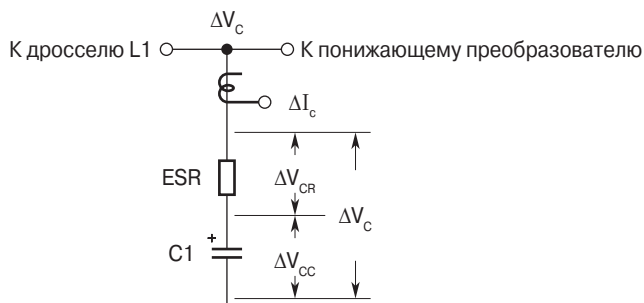 ΔV_C
К дросселю L1 К понижающему преобразователю
ΔI_c
ESR
ΔV_CR
ΔV_C
+
C1
ΔV_CC